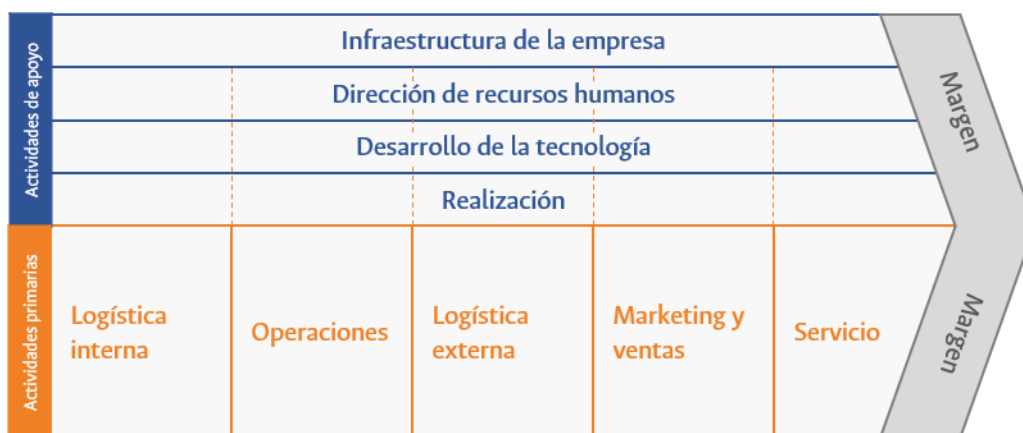 Actividades de apoyo
Infraestructura de la empresa
Dirección de recursos humanos
Desarrollo de la tecnología
Realización
Margen
Actividades primarias
Logística
interna
Operaciones
Logística
externa
Marketing y
ventas
Servicio
Margen